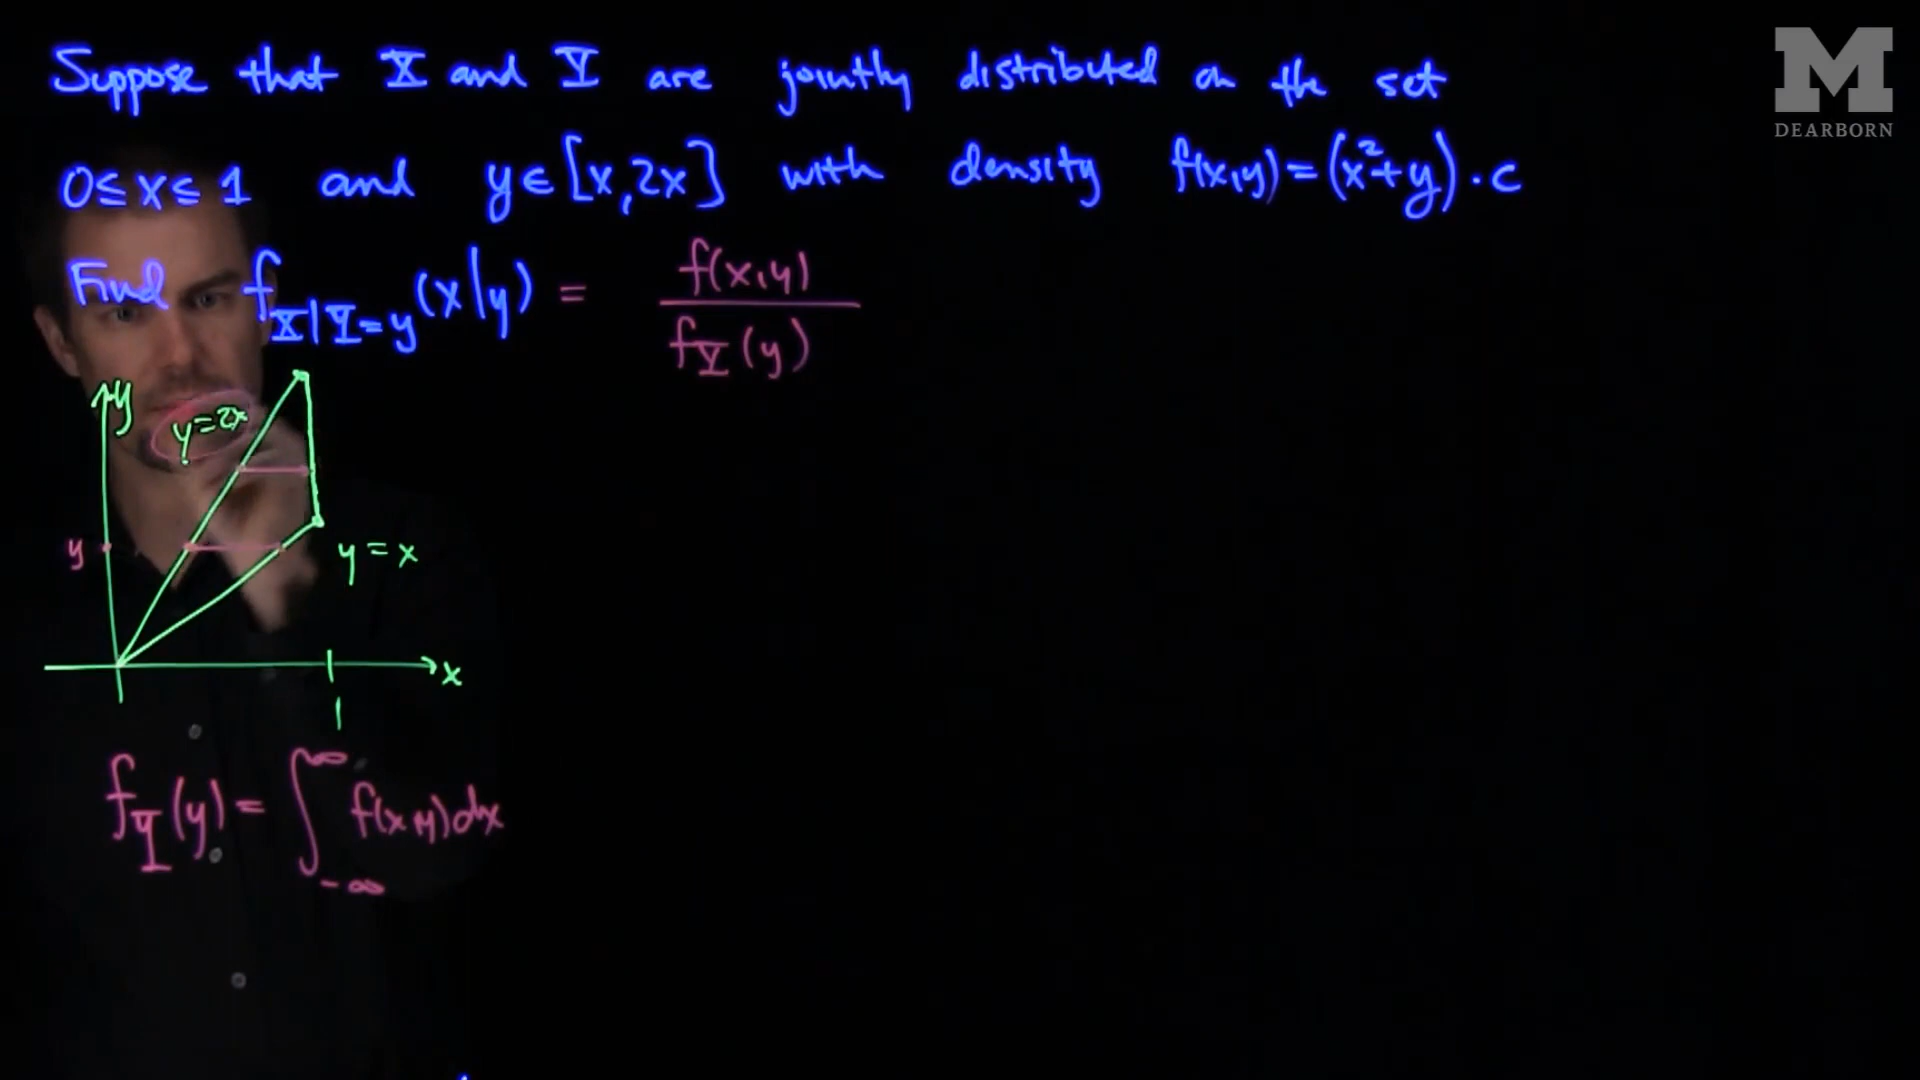 Suppose that X and Y are jointly distributed on the set
0≤x≤1 and y∈[x,2x] with density f(x,y)=(x²+y)·c
Find f_{X|Y=y}(x|y) = f(x,y) / f_Y(y)
y
y=2x
y
y=x
x
1
f_Y(y) = ∫_{-∞}^{∞} f(x,y)dx
M
DEARBORN